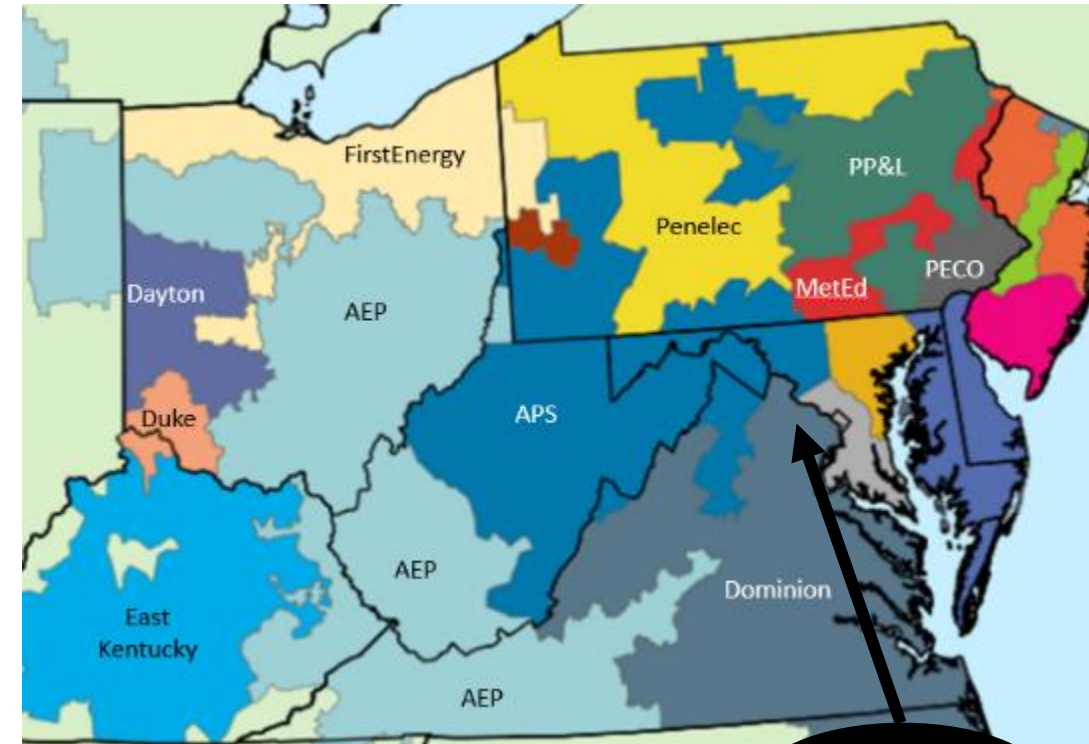 FirstEnergy
PP&L
Penelec
PECO
MetEd
Dayton
AEP
Duke
APS
AEP
Dominion
East
Kentucky
AEP